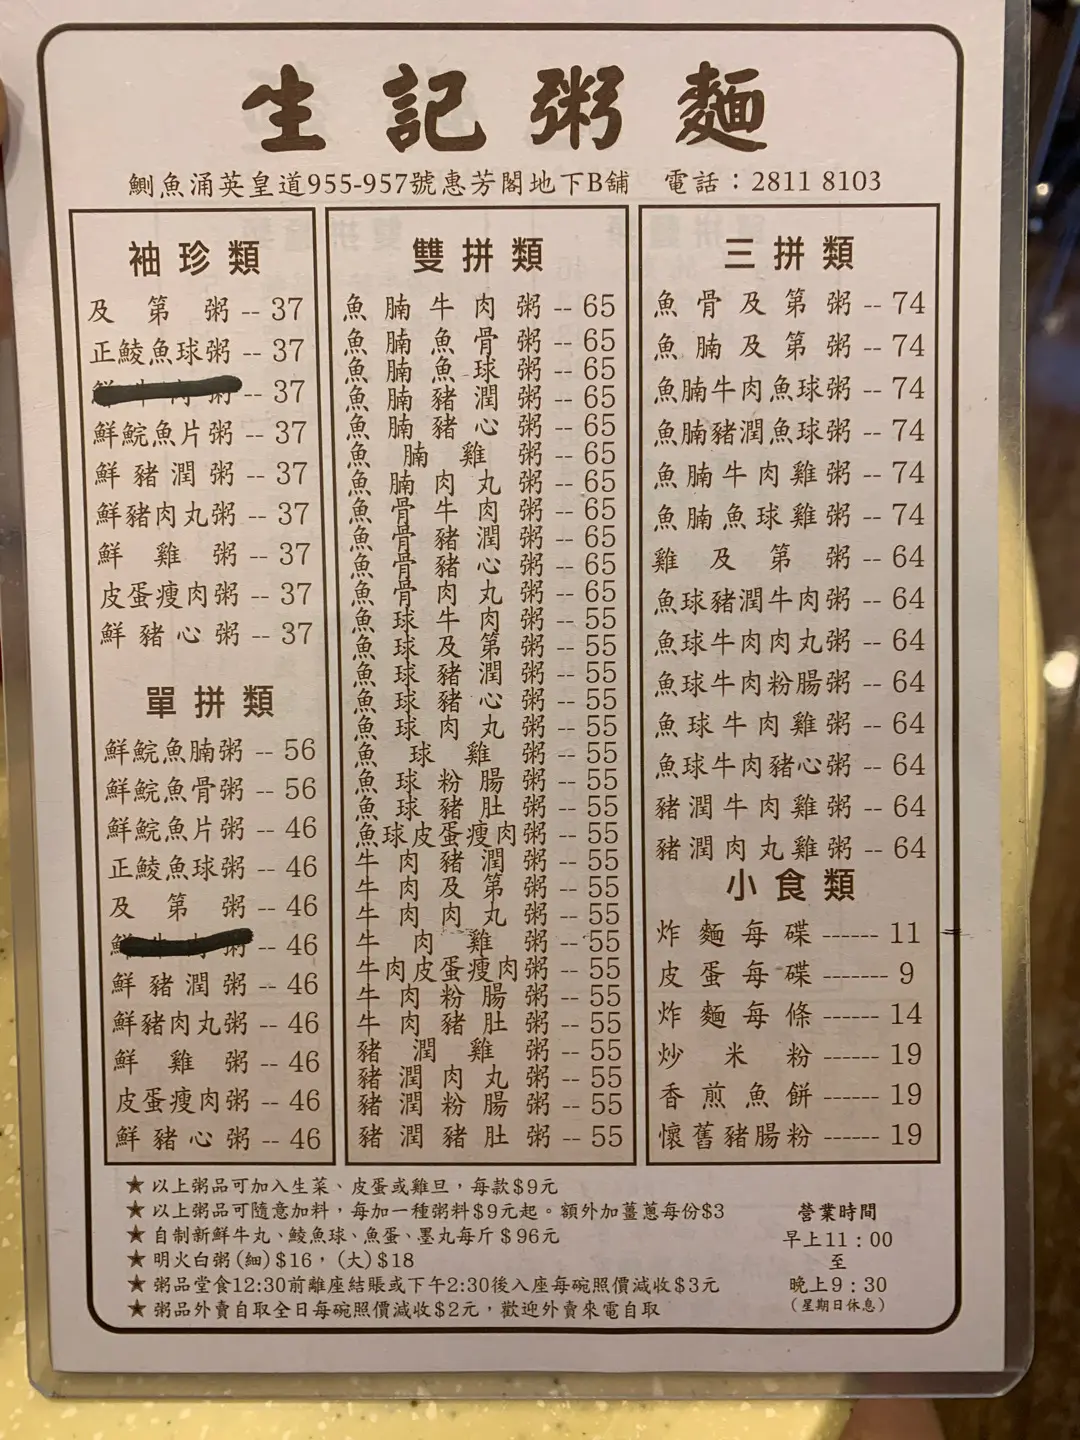 生記粥麵
鰂魚涌英皇道955-957號惠芳閣地下B舖 電話：2811 8103
袖珍類
及第粥 -- 37
正鯪魚球粥 -- 37
-- 37
鮮鯇魚片粥 -- 37
鮮豬潤粥 -- 37
鮮豬肉丸粥 -- 37
鮮雞粥 -- 37
皮蛋瘦肉粥 -- 37
鮮豬心粥 -- 37
單拼類
鮮鯇魚腩粥 -- 56
鮮鯇魚骨粥 -- 56
鮮鯇魚片粥 -- 46
正鯪魚球粥 -- 46
及第粥 -- 46
-- 46
鮮豬潤粥 -- 46
鮮豬肉丸粥 -- 46
鮮雞粥 -- 46
皮蛋瘦肉粥 -- 46
鮮豬心粥 -- 46
雙拼類
魚腩牛肉粥 -- 65
魚腩魚骨粥 -- 65
魚腩魚球粥 -- 65
魚腩豬潤粥 -- 65
魚腩豬心粥 -- 65
魚腩雞粥 -- 65
魚腩肉丸粥 -- 65
魚骨牛肉粥 -- 65
魚骨豬潤粥 -- 65
魚骨豬心粥 -- 65
魚骨肉丸粥 -- 65
魚球牛肉粥 -- 55
魚球及第粥 -- 55
魚球豬潤粥 -- 55
魚球豬心粥 -- 55
魚球肉丸粥 -- 55
魚球雞粥 -- 55
魚球粉腸粥 -- 55
魚球豬肚粥 -- 55
魚球皮蛋瘦肉粥 -- 55
牛肉豬潤粥 -- 55
牛肉及第粥 -- 55
牛肉肉丸粥 -- 55
牛肉雞粥 -- 55
牛肉皮蛋瘦肉粥 -- 55
牛肉粉腸粥 -- 55
牛肉豬肚粥 -- 55
豬潤雞粥 -- 55
豬潤肉丸粥 -- 55
豬潤粉腸粥 -- 55
豬潤豬肚粥 -- 55
三拼類
魚骨及第粥 -- 74
魚腩及第粥 -- 74
魚腩牛肉魚球粥 -- 74
魚腩豬潤魚球粥 -- 74
魚腩牛肉雞粥 -- 74
魚腩魚球雞粥 -- 74
雞及第粥 -- 64
魚球豬潤牛肉粥 -- 64
魚球牛肉肉丸粥 -- 64
魚球牛肉粉腸粥 -- 64
魚球牛肉雞粥 -- 64
魚球牛肉豬心粥 -- 64
豬潤牛肉雞粥 -- 64
豬潤肉丸雞粥 -- 64
小食類
炸麵每碟 ------ 11
皮蛋每碟 ------- 9
炸麵每條 ------ 14
炒米粉 ------ 19
香煎魚餅 ------ 19
懷舊豬腸粉 ------ 19
★ 以上粥品可加入生菜、皮蛋或雞旦，每款$9元
★ 以上粥品可隨意加料，每加一種粥料$9元起。額外加薑蔥每份$3
★ 自制新鮮牛丸、鯪魚球、魚蛋、墨丸每斤＄96元
★ 明火白粥(細)$16，(大)$18
★ 粥品堂食12:30前離座結賬或下午2:30後入座每碗照價減收$3元
★ 粥品外賣自取全日每碗照價減收$2元，歡迎外賣來電自取
營業時間
早上11：00
至
晚上9：30
（星期日休息）